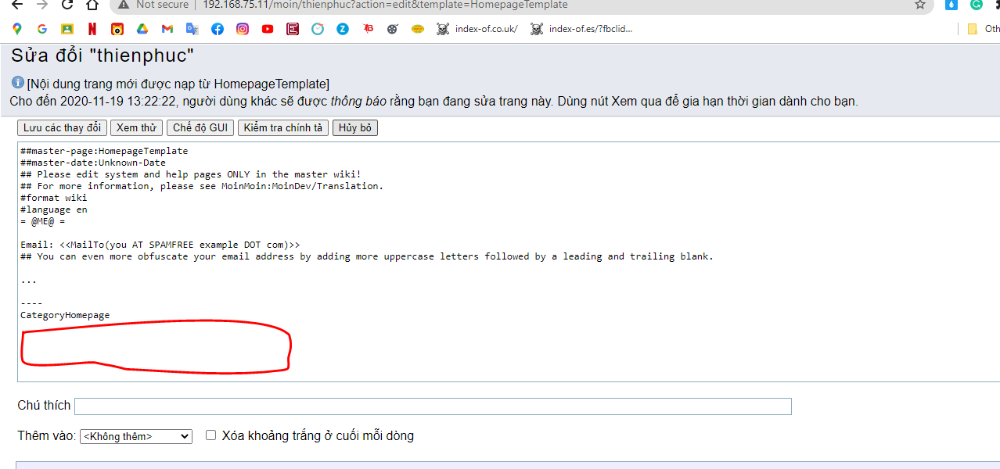 Not secure | 192.168.75.11/moin/thienphuc?action=edit&template=HomepageTemplate
index-of.co.uk/ index-of.es/?fbclid... Oth
Sửa đổi "thienphuc"
[Nội dung trang mới được nạp từ HomepageTemplate]
Cho đến 2020-11-19 13:22:22, người dùng khác sẽ được thông báo rằng bạn đang sửa trang này. Dùng nút Xem qua để gia hạn thời gian dành cho bạn.
Lưu các thay đổi Xem thử Chế độ GUI Kiểm tra chính tả Hủy bỏ
##master-page:HomepageTemplate
##master-date:Unknown-Date
## Please edit system and help pages ONLY in the master wiki!
## For more information, please see MoinMoin:MoinDev/Translation.
#format wiki
#language en
= @ME@ =
Email: <<MailTo(you AT SPAMFREE example DOT com)>>
## You can even more obfuscate your email address by adding more uppercase letters followed by a leading and trailing blank.
...
----
CategoryHomepage
Chú thích
Thêm vào: <Không thêm> Xóa khoảng trắng ở cuối mỗi dòng